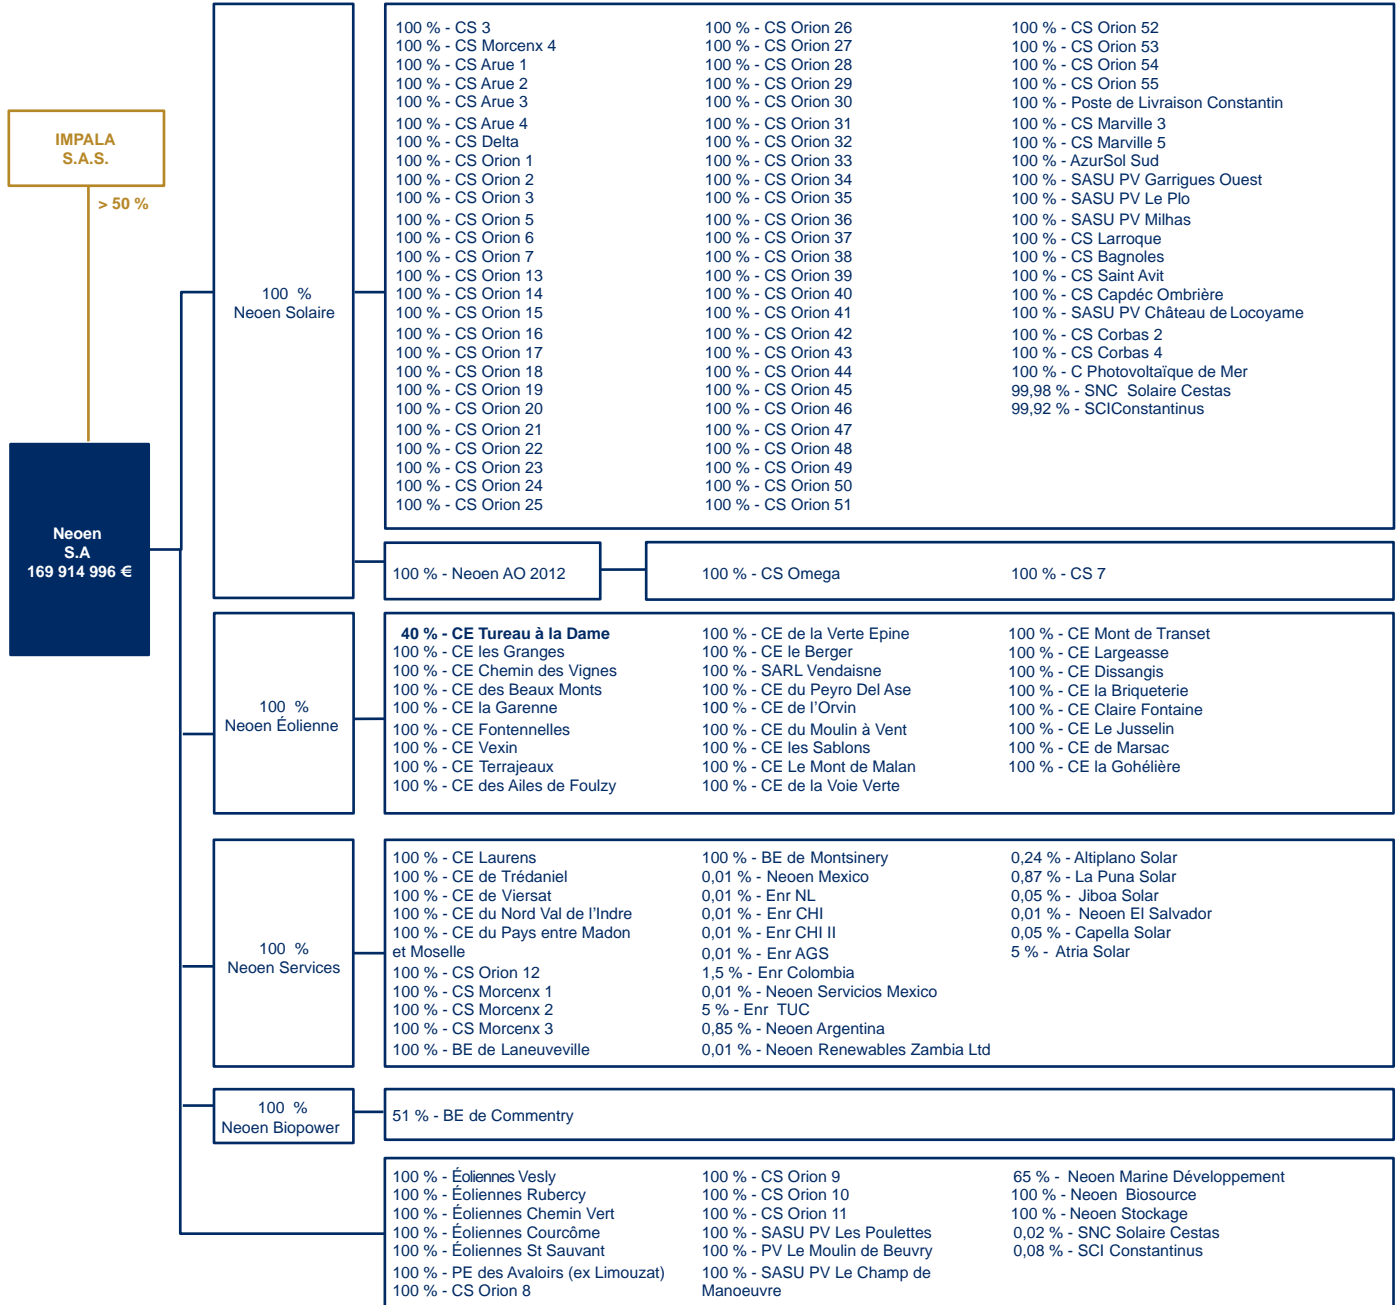 IMPALA
S.A.S.
> 50 %
Neoen
S.A
169 914 996 €
100 %
Neoen Solaire
100 % - CS 3
100 % - CS Morcenx 4
100 % - CS Arue 1
100 % - CS Arue 2
100 % - CS Arue 3
100 % - CS Arue 4
100 % - CS Delta
100 % - CS Orion 1
100 % - CS Orion 2
100 % - CS Orion 3
100 % - CS Orion 5
100 % - CS Orion 6
100 % - CS Orion 7
100 % - CS Orion 13
100 % - CS Orion 14
100 % - CS Orion 15
100 % - CS Orion 16
100 % - CS Orion 17
100 % - CS Orion 18
100 % - CS Orion 19
100 % - CS Orion 20
100 % - CS Orion 21
100 % - CS Orion 22
100 % - CS Orion 23
100 % - CS Orion 24
100 % - CS Orion 25
100 % - CS Orion 26
100 % - CS Orion 27
100 % - CS Orion 28
100 % - CS Orion 29
100 % - CS Orion 30
100 % - CS Orion 31
100 % - CS Orion 32
100 % - CS Orion 33
100 % - CS Orion 34
100 % - CS Orion 35
100 % - CS Orion 36
100 % - CS Orion 37
100 % - CS Orion 38
100 % - CS Orion 39
100 % - CS Orion 40
100 % - CS Orion 41
100 % - CS Orion 42
100 % - CS Orion 43
100 % - CS Orion 44
100 % - CS Orion 45
100 % - CS Orion 46
100 % - CS Orion 47
100 % - CS Orion 48
100 % - CS Orion 49
100 % - CS Orion 50
100 % - CS Orion 51
100 % - CS Orion 52
100 % - CS Orion 53
100 % - CS Orion 54
100 % - CS Orion 55
100 % - Poste de Livraison Constantin
100 % - CS Marville 3
100 % - CS Marville 5
100 % - AzurSol Sud
100 % - SASU PV Garrigues Ouest
100 % - SASU PV Le Plo
100 % - SASU PV Milhas
100 % - CS Larroque
100 % - CS Bagnoles
100 % - CS Saint Avit
100 % - CS Capdéc Ombrière
100 % - SASU PV Château de Locoyame
100 % - CS Corbas 2
100 % - CS Corbas 4
100 % - C Photovoltaïque de Mer
99,98 % - SNC Solaire Cestas
99,92 % - SCIConstantinus
100 % - Neoen AO 2012
100 % - CS Omega
100 % - CS 7
100 %
Neoen Éolienne
40 % - CE Tureau à la Dame
100 % - CE les Granges
100 % - CE Chemin des Vignes
100 % - CE des Beaux Monts
100 % - CE la Garenne
100 % - CE Fontennelles
100 % - CE Vexin
100 % - CE Terrajeaux
100 % - CE des Ailes de Foulzy
100 % - CE de la Verte Epine
100 % - CE le Berger
100 % - SARL Vendaisne
100 % - CE du Peyro Del Ase
100 % - CE de l'Orvin
100 % - CE du Moulin à Vent
100 % - CE les Sablons
100 % - CE Le Mont de Malan
100 % - CE de la Voie Verte
100 % - CE Mont de Transet
100 % - CE Largeasse
100 % - CE Dissangis
100 % - CE la Briqueterie
100 % - CE Claire Fontaine
100 % - CE Le Jusselin
100 % - CE de Marsac
100 % - CE la Gohélière
100 %
Neoen Services
100 % - CE Laurens
100 % - CE de Trédaniel
100 % - CE de Viersat
100 % - CE du Nord Val de l'Indre
100 % - CE du Pays entre Madon
et Moselle
100 % - CS Orion 12
100 % - CS Morcenx 1
100 % - CS Morcenx 2
100 % - CS Morcenx 3
100 % - BE de Laneuveville
100 % - BE de Montsinery
0,01 % - Neoen Mexico
0,01 % - Enr NL
0,01 % - Enr CHI
0,01 % - Enr CHI II
0,01 % - Enr AGS
1,5 % - Enr Colombia
0,01 % - Neoen Servicios Mexico
5 % - Enr TUC
0,85 % - Neoen Argentina
0,01 % - Neoen Renewables Zambia Ltd
0,24 % - Altiplano Solar
0,87 % - La Puna Solar
0,05 % - Jiboa Solar
0,01 % - Neoen El Salvador
0,05 % - Capella Solar
5 % - Atria Solar
100 %
Neoen Biopower
51 % - BE de Commentry
100 % - Éoliennes Vesly
100 % - Éoliennes Rubercy
100 % - Éoliennes Chemin Vert
100 % - Éoliennes Courcôme
100 % - Éoliennes St Sauvant
100 % - PE des Avaloirs (ex Limouzat)
100 % - CS Orion 8
100 % - CS Orion 9
100 % - CS Orion 10
100 % - CS Orion 11
100 % - SASU PV Les Poulettes
100 % - PV Le Moulin de Beuvry
100 % - SASU PV Le Champ de
Manoeuvre
65 % - Neoen Marine Développement
100 % - Neoen Biosource
100 % - Neoen Stockage
0,02 % - SNC Solaire Cestas
0,08 % - SCI Constantinus